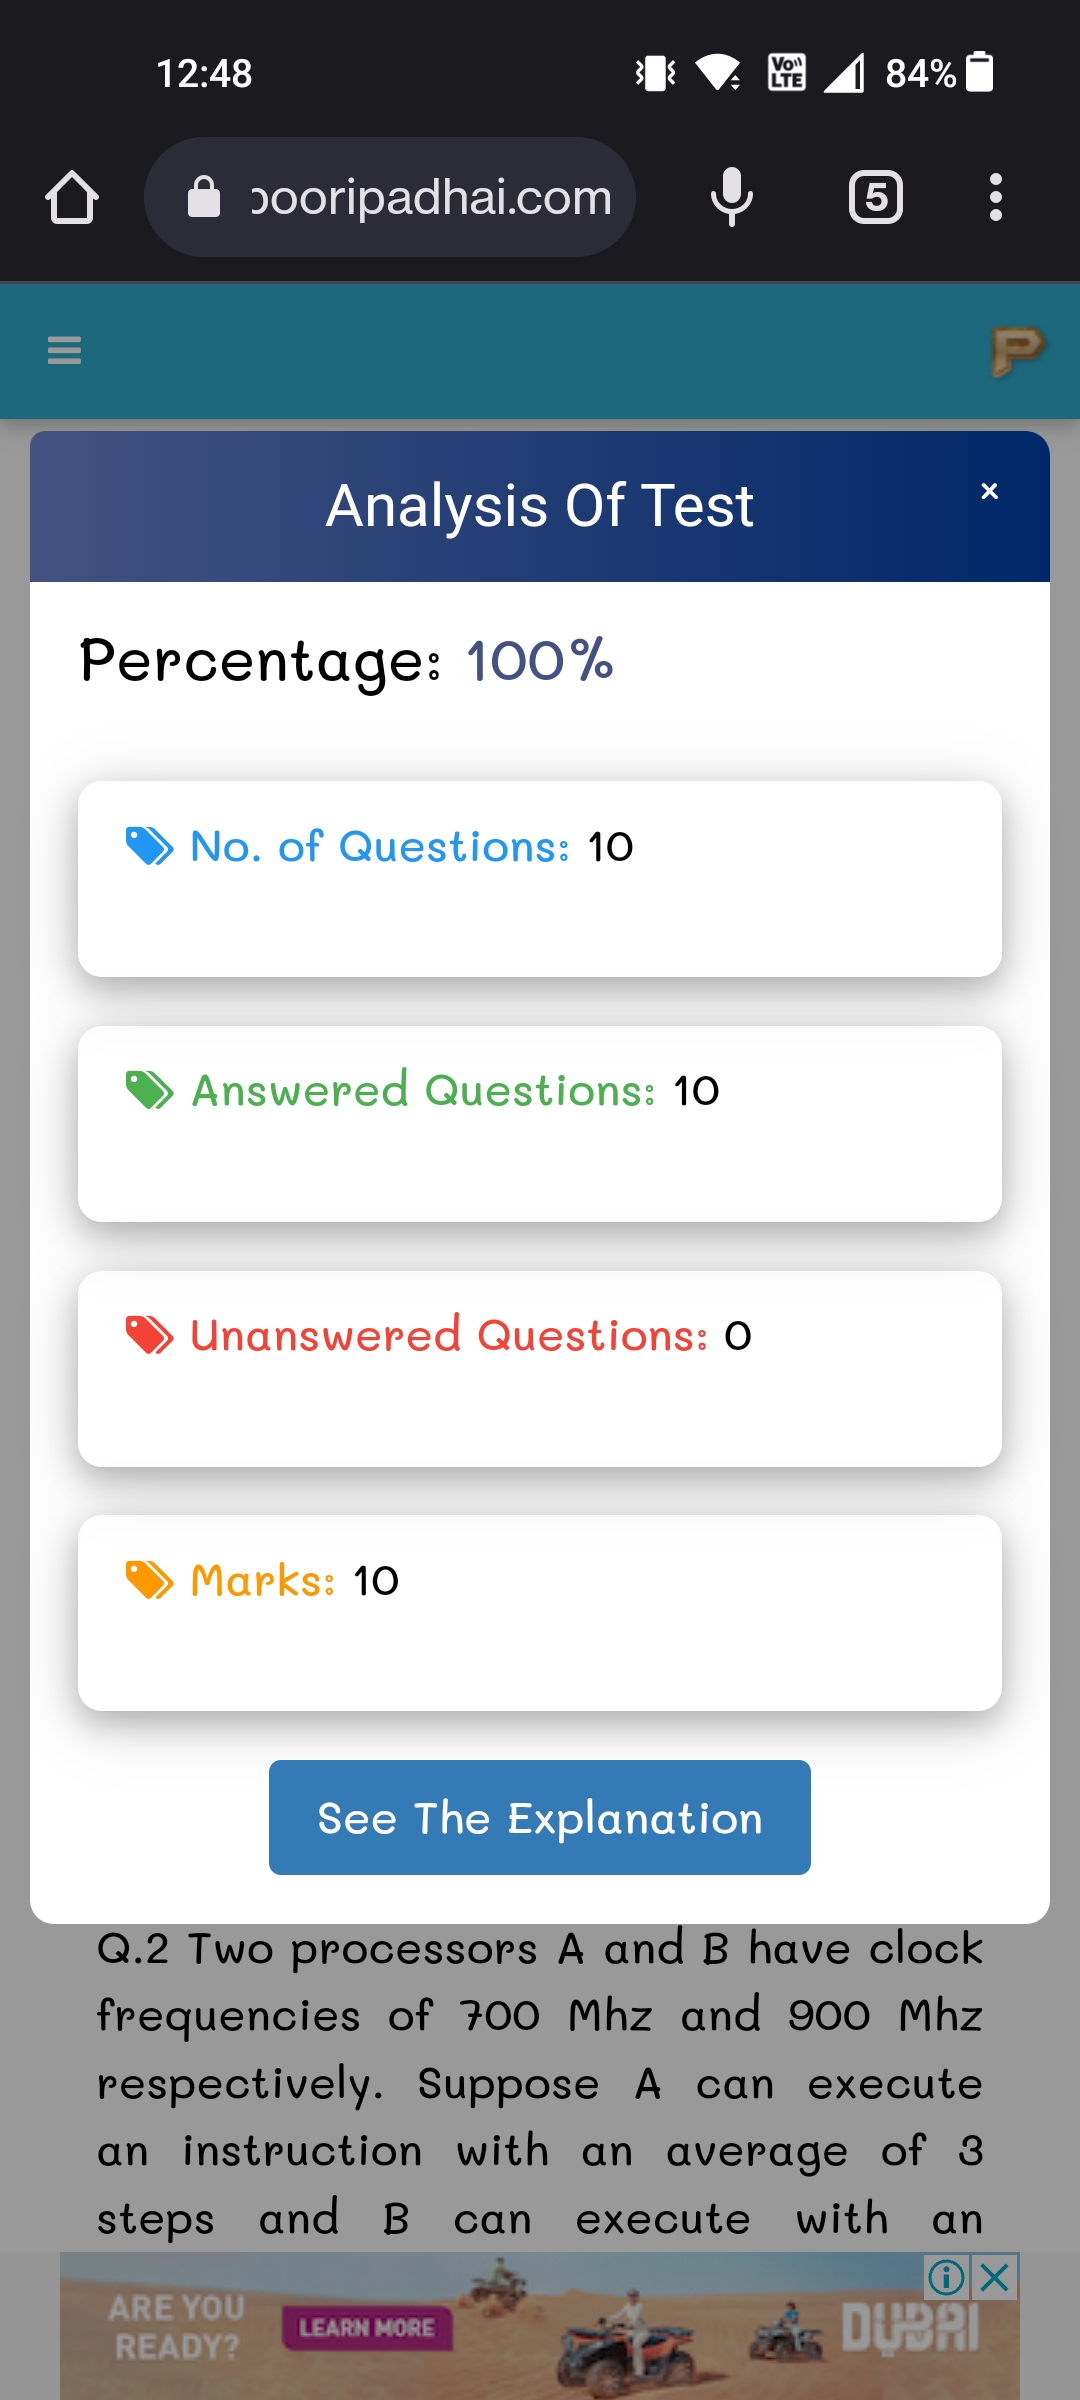 12:48
Vo))
LTE
84%
pooripadhai.com
5
P
Analysis Of Test
×
Percentage: 100%
No. of Questions: 10
Answered Questions: 10
Unanswered Questions: 0
Marks: 10
See The Explanation
Q.2 Two processors A and B have clock
frequencies of 700 Mhz and 900 Mhz
respectively. Suppose A can execute
an instruction with an average of 3
steps and B can execute with an
ARE YOU
READY?
LEARN MORE
DUBAI